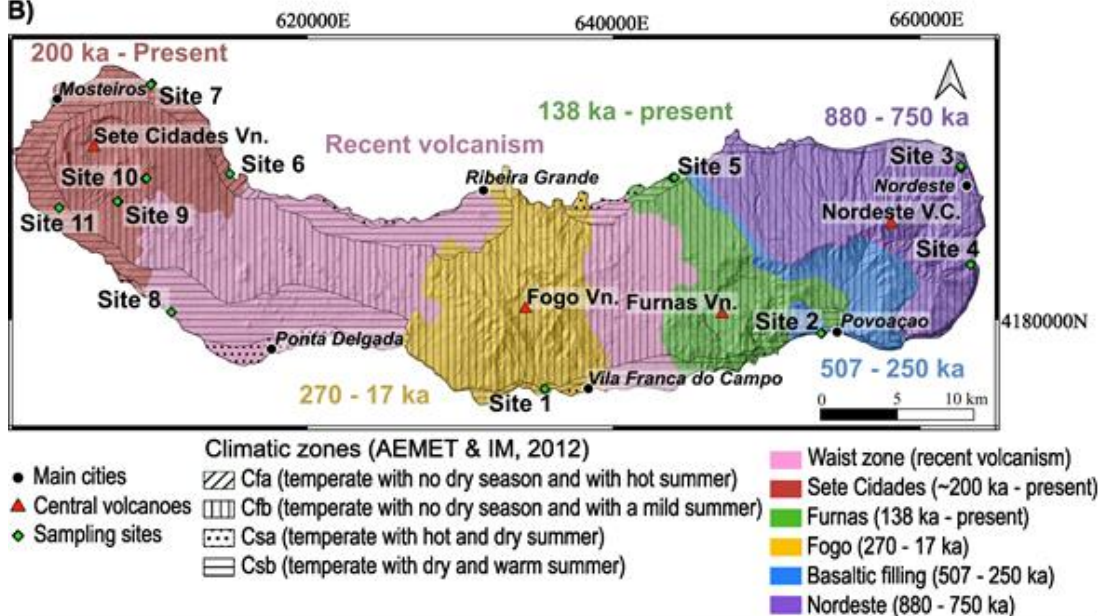 B)
620000E
640000E
660000E
200 ka - Present
Mosteiros
Site 7
138 ka - present
880 - 750 ka
Sete Cidades Vn.
Recent volcanism
Site 6
Site 5
Site 3
Site 10
Ribeira Grande
Nordeste
Site 11
Site 9
Nordeste V.C.
Site 4
Site 8
Fogo Vn.
Furnas Vn.
Site 2
Povoaçao
4180000N
Ponta Delgada
507 - 250 ka
270 - 17 ka
Vila Franca do Campo
Site 1
0 5 10 km
Climatic zones (AEMET & IM, 2012)
Main cities
Central volcanoes
Sampling sites
Cfa (temperate with no dry season and with hot summer)
Cfb (temperate with no dry season and with a mild summer)
Csa (temperate with hot and dry summer)
Csb (temperate with dry and warm summer)
Waist zone (recent volcanism)
Sete Cidades (~200 ka - present)
Furnas (138 ka - present)
Fogo (270 - 17 ka)
Basaltic filling (507 - 250 ka)
Nordeste (880 - 750 ka)